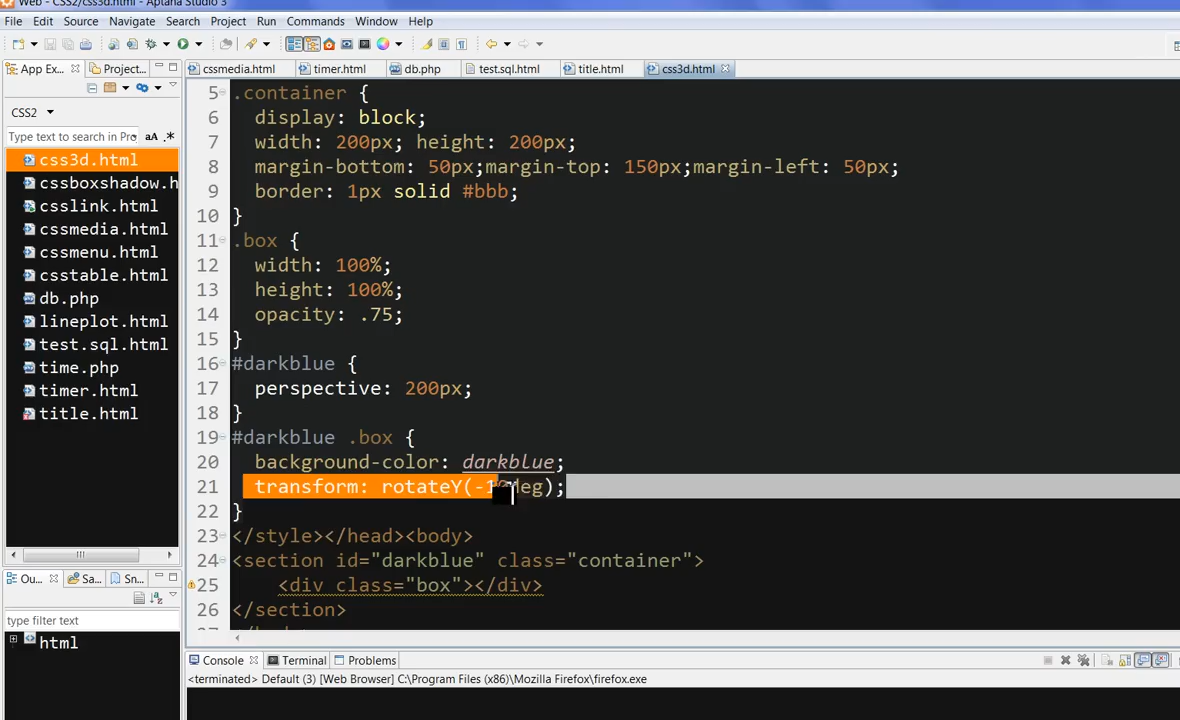 Web - CSS2/css3d.html - Aptana Studio 3
File Edit Source Navigate Search Project Run Commands Window Help
App Ex... Project...
cssmedia.html timer.html db.php test.sql.html title.html css3d.html
CSS2
Type text to search in Pro aA .*
css3d.html
cssboxshadow.h
csslink.html
cssmedia.html
cssmenu.html
csstable.html
db.php
lineplot.html
test.sql.html
time.php
timer.html
title.html
5 .container {
6 display: block;
7 width: 200px; height: 200px;
8 margin-bottom: 50px;margin-top: 150px;margin-left: 50px;
9 border: 1px solid #bbb;
10 }
11 .box {
12 width: 100%;
13 height: 100%;
14 opacity: .75;
15 }
16 #darkblue {
17 perspective: 200px;
18 }
19 #darkblue .box {
20 background-color: darkblue;
21 transform: rotateY(-10deg);
22 }
23 </style></head><body>
24 <section id="darkblue" class="container">
25 <div class="box"></div>
26 </section>
Ou... Sa... Sn...
type filter text
html
Console Terminal Problems
<terminated> Default (3) [Web Browser] C:\Program Files (x86)\Mozilla Firefox\firefox.exe